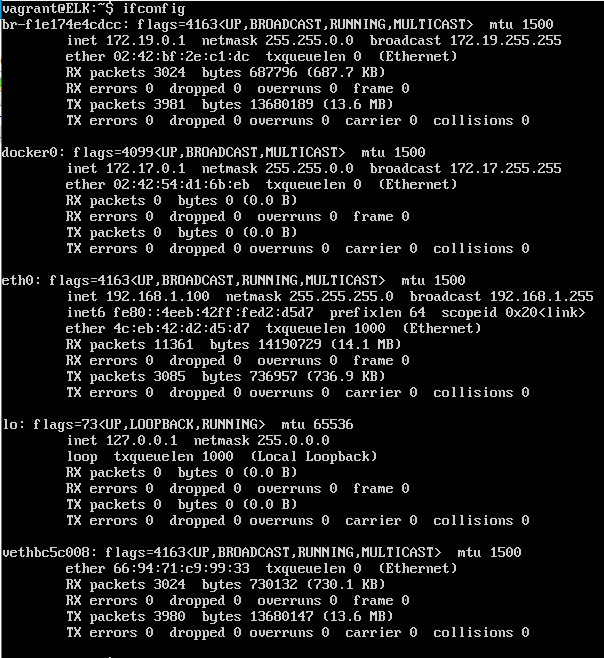 vagrant@ELK:~$ ifconfig
br-f1e174e4cdcc: flags=4163<UP,BROADCAST,RUNNING,MULTICAST>  mtu 1500
        inet 172.19.0.1  netmask 255.255.0.0  broadcast 172.19.255.255
        ether 02:42:bf:2e:c1:dc  txqueuelen 0  (Ethernet)
        RX packets 3024  bytes 687796 (687.7 KB)
        RX errors 0  dropped 0  overruns 0  frame 0
        TX packets 3981  bytes 13680189 (13.6 MB)
        TX errors 0  dropped 0 overruns 0  carrier 0  collisions 0
docker0: flags=4099<UP,BROADCAST,MULTICAST>  mtu 1500
        inet 172.17.0.1  netmask 255.255.0.0  broadcast 172.17.255.255
        ether 02:42:54:d1:6b:eb  txqueuelen 0  (Ethernet)
        RX packets 0  bytes 0 (0.0 B)
        RX errors 0  dropped 0  overruns 0  frame 0
        TX packets 0  bytes 0 (0.0 B)
        TX errors 0  dropped 0 overruns 0  carrier 0  collisions 0
eth0: flags=4163<UP,BROADCAST,RUNNING,MULTICAST>  mtu 1500
        inet 192.168.1.100  netmask 255.255.255.0  broadcast 192.168.1.255
        inet6 fe80::4eeb:42ff:fed2:d5d7  prefixlen 64  scopeid 0x20<link>
        ether 4c:eb:42:d2:d5:d7  txqueuelen 1000  (Ethernet)
        RX packets 11361  bytes 14190729 (14.1 MB)
        RX errors 0  dropped 0  overruns 0  frame 0
        TX packets 3085  bytes 736957 (736.9 KB)
        TX errors 0  dropped 0 overruns 0  carrier 0  collisions 0
lo: flags=73<UP,LOOPBACK,RUNNING>  mtu 65536
        inet 127.0.0.1  netmask 255.0.0.0
        loop  txqueuelen 1000  (Local Loopback)
        RX packets 0  bytes 0 (0.0 B)
        RX errors 0  dropped 0  overruns 0  frame 0
        TX packets 0  bytes 0 (0.0 B)
        TX errors 0  dropped 0 overruns 0  carrier 0  collisions 0
vethbc5c008: flags=4163<UP,BROADCAST,RUNNING,MULTICAST>  mtu 1500
        ether 66:94:71:c9:99:33  txqueuelen 0  (Ethernet)
        RX packets 3024  bytes 730132 (730.1 KB)
        RX errors 0  dropped 0  overruns 0  frame 0
        TX packets 3980  bytes 13680147 (13.6 MB)
        TX errors 0  dropped 0 overruns 0  carrier 0  collisions 0